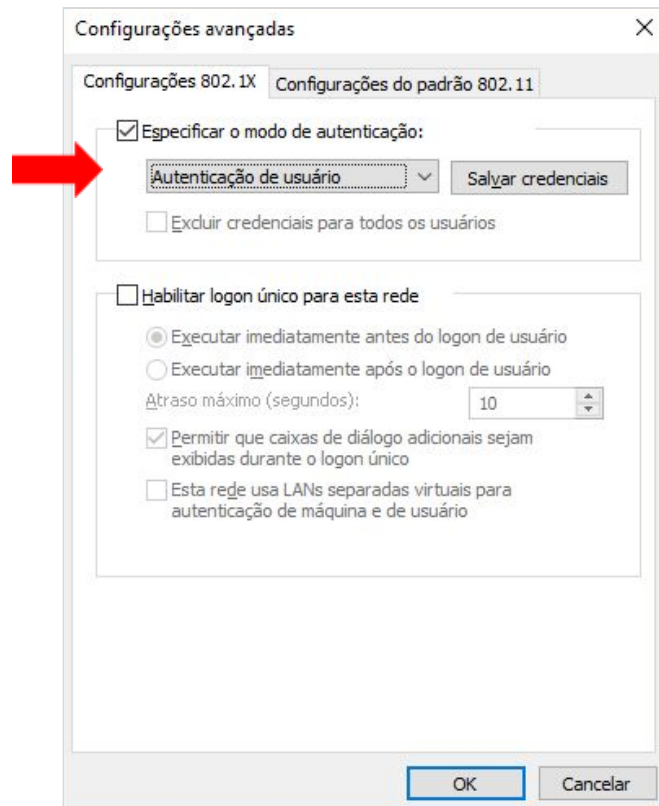 Configurações avançadas
Configurações 802.1X
Configurações do padrão 802.11
Especificar o modo de autenticação:
Autenticação de usuário
Salvar credenciais
Excluir credenciais para todos os usuários
Habilitar logon único para esta rede
Executar imediatamente antes do logon de usuário
Executar imediatamente após o logon de usuário
Atraso máximo (segundos):
10
Permitir que caixas de diálogo adicionais sejam
exibidas durante o logon único
Esta rede usa LANs separadas virtuais para
autenticação de máquina e de usuário
OK
Cancelar